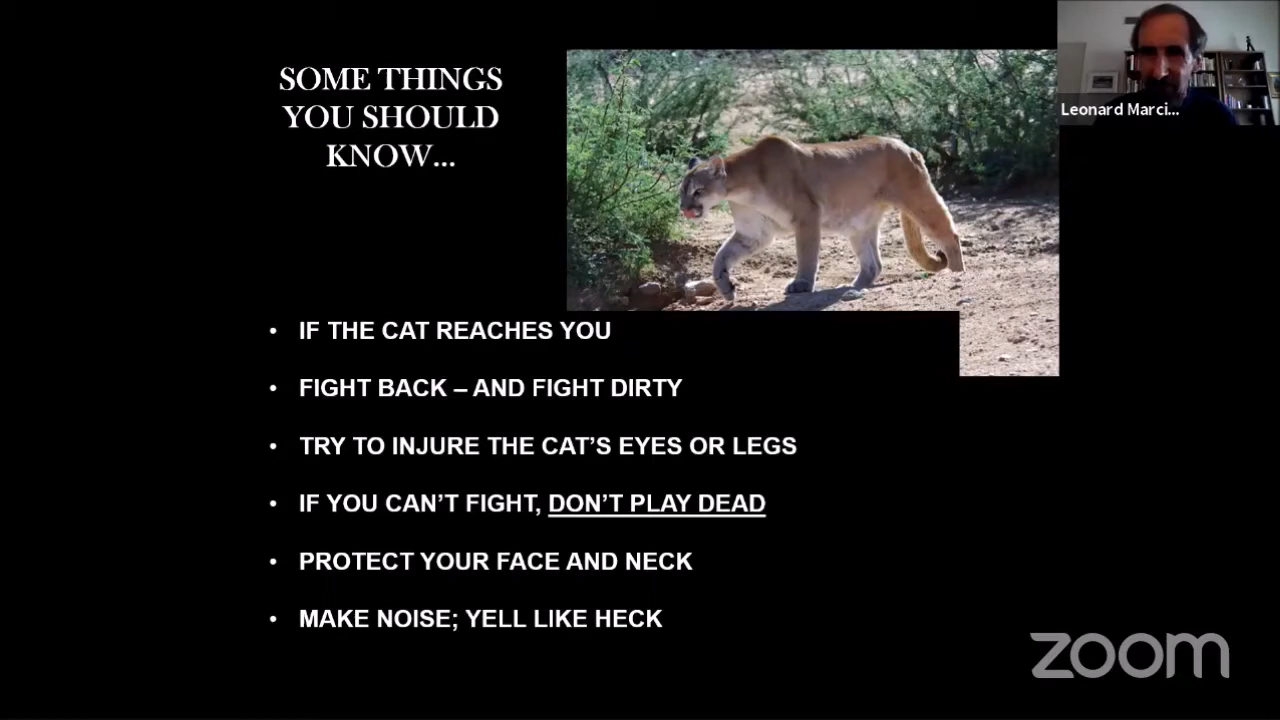 SOME THINGS
YOU SHOULD
KNOW...
Leonard Marci...
• IF THE CAT REACHES YOU
• FIGHT BACK – AND FIGHT DIRTY
• TRY TO INJURE THE CAT'S EYES OR LEGS
• IF YOU CAN'T FIGHT, DON'T PLAY DEAD
• PROTECT YOUR FACE AND NECK
• MAKE NOISE; YELL LIKE HECK
zoom